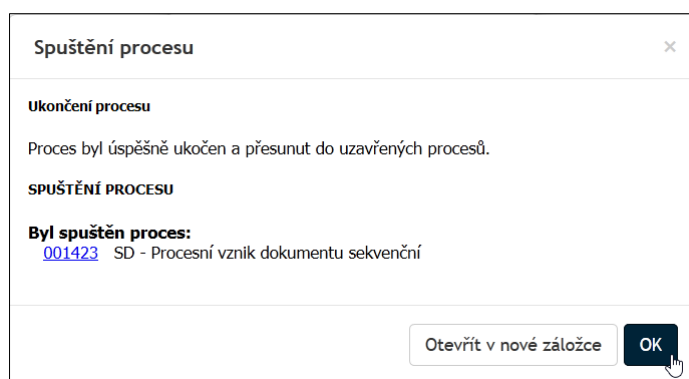 Spuštění procesu ×
Ukončení procesu
Proces byl úspěšně ukočen a přesunut do uzavřených procesů.
SPUŠTĚNÍ PROCESU
Byl spuštěn proces:
001423 SD - Procesní vznik dokumentu sekvenční
Otevřít v nové záložce OK